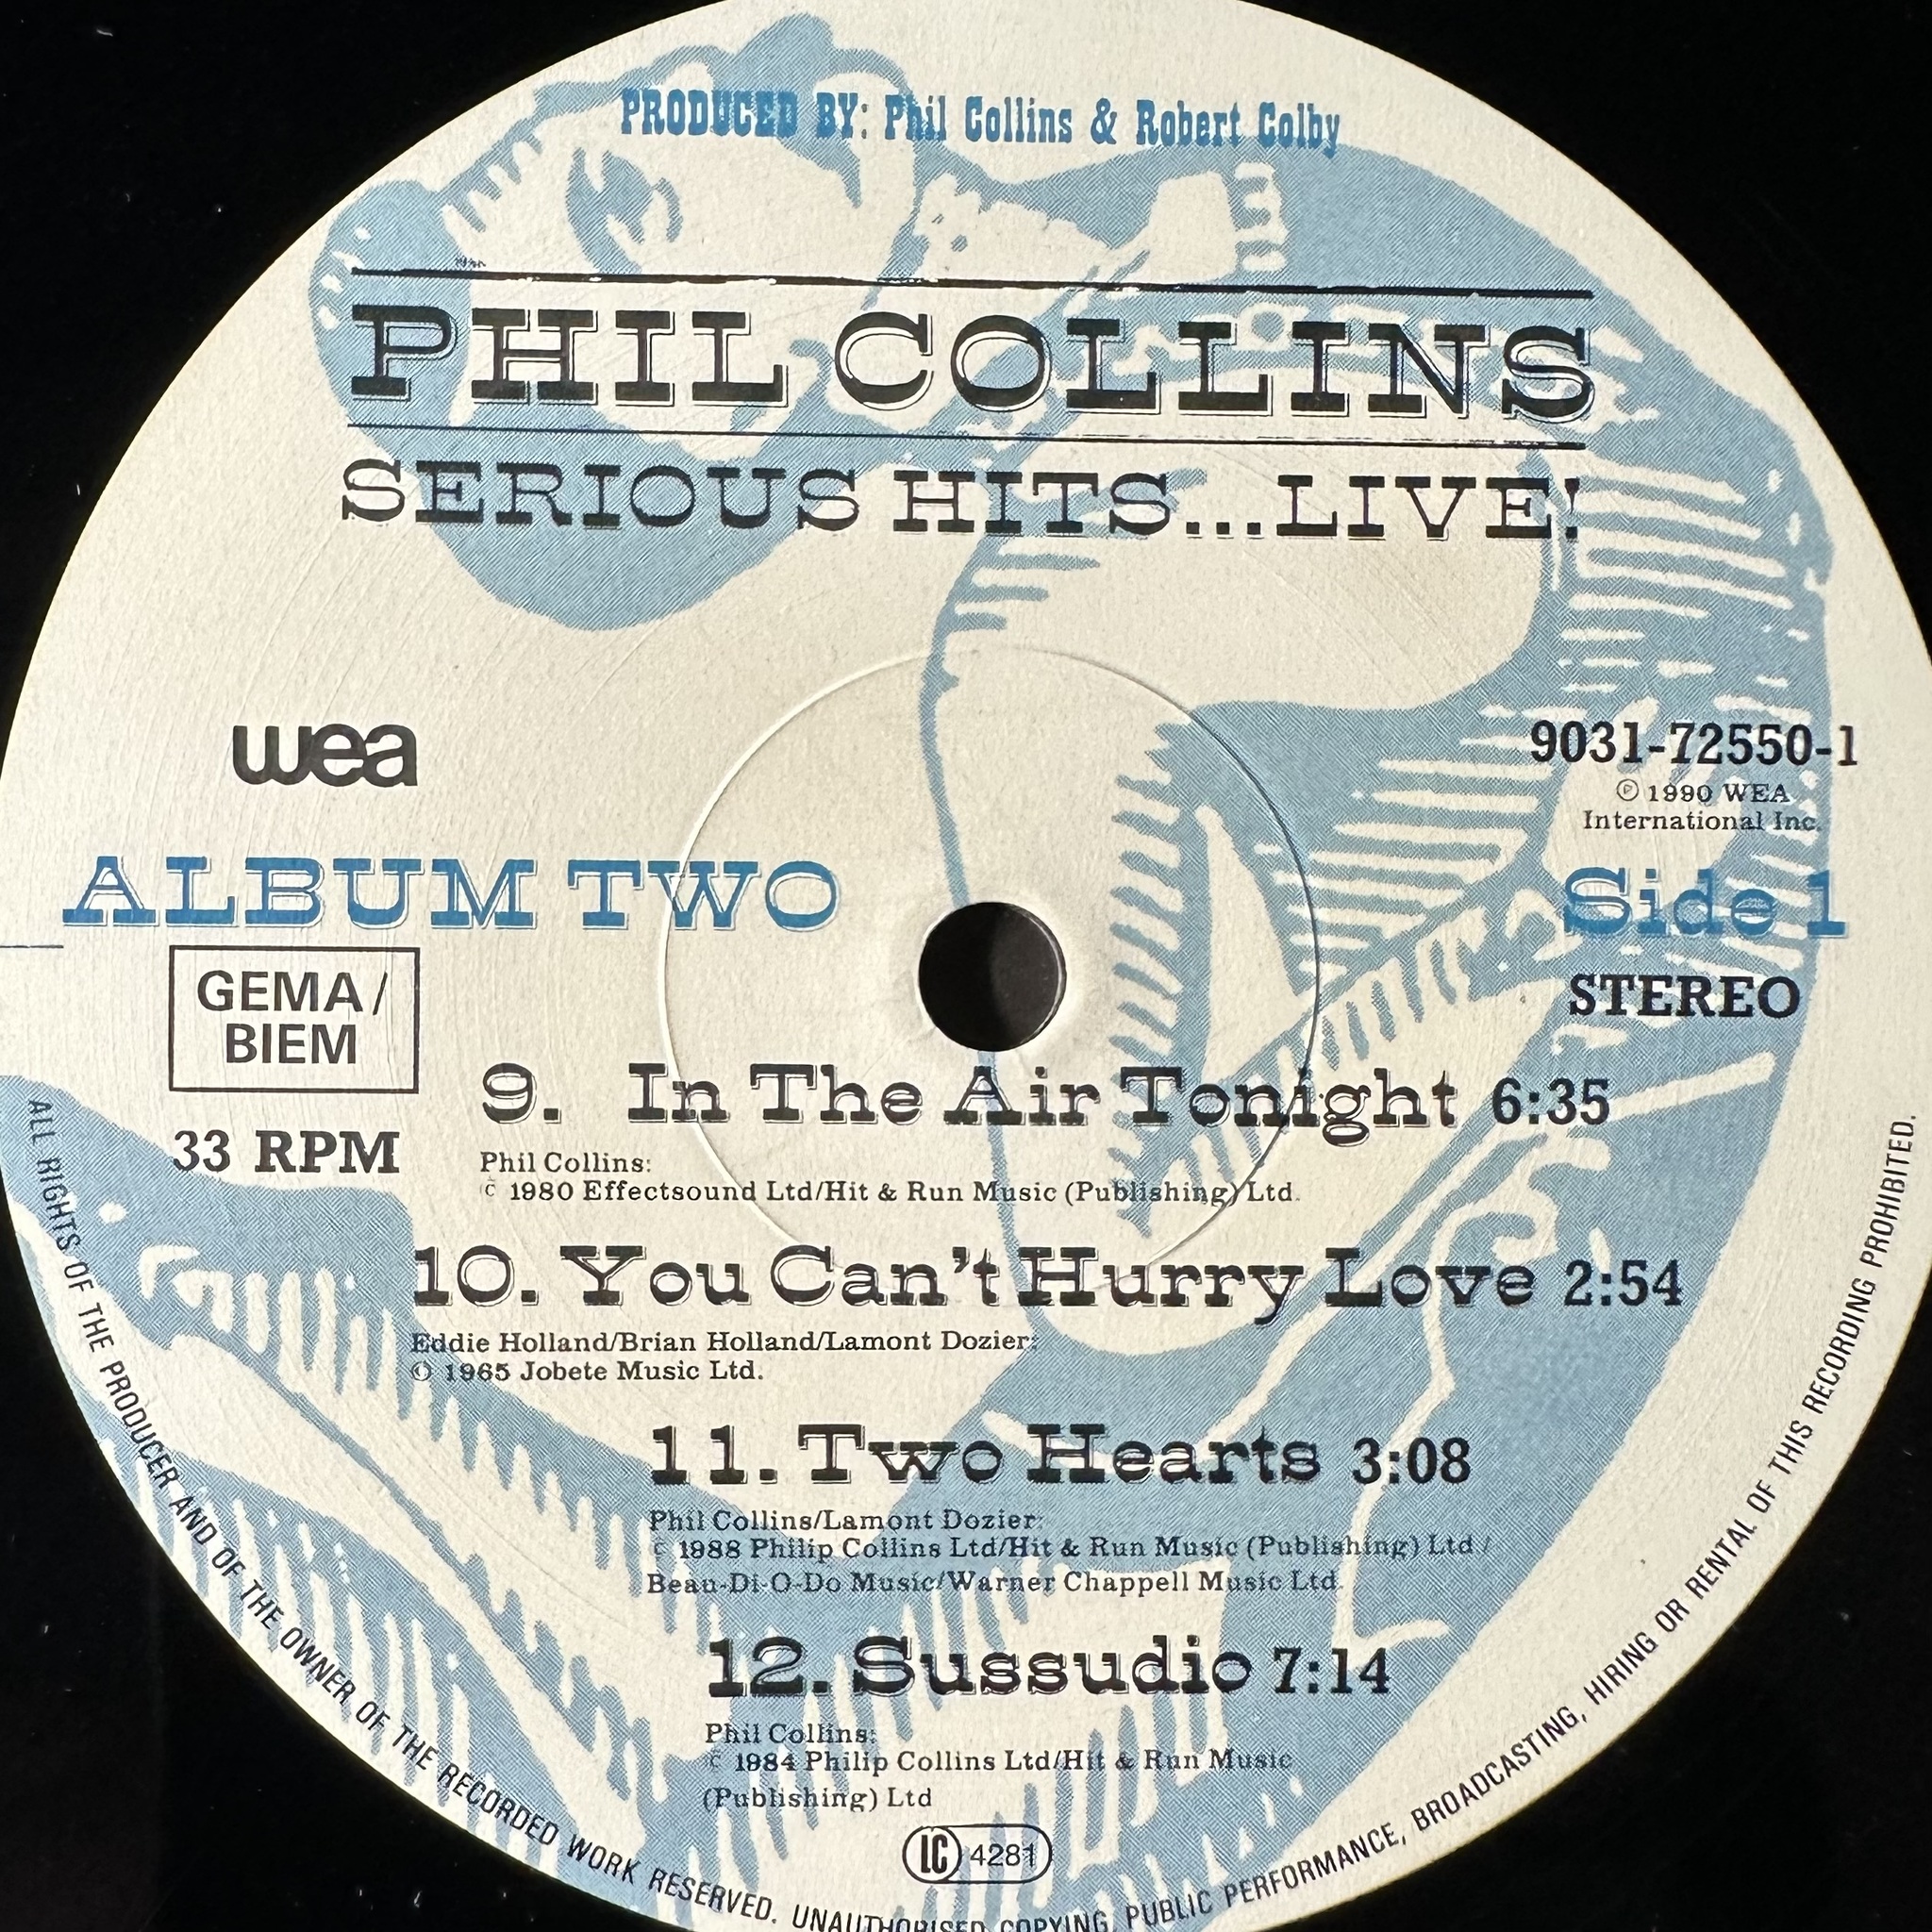 PRODUCED BY: Phil Collins & Robert Colby
PHIL COLLINS
SERIOUS HITS...LIVE!
wea
9031-72550-1
℗ 1990 WEA
International Inc.
ALBUM TWO
Side 1
GEMA/
BIEM
STEREO
33 RPM
9. In The Air Tonight 6:35
Phil Collins:
© 1980 Effectsound Ltd/Hit & Run Music (Publishing) Ltd.
10. You Can't Hurry Love 2:54
Eddie Holland/Brian Holland/Lamont Dozier:
© 1965 Jobete Music Ltd.
11. Two Hearts 3:08
Phil Collins/Lamont Dozier:
© 1988 Philip Collins Ltd/Hit & Run Music (Publishing) Ltd/
Beau-Di-O-Do Music/Warner Chappell Music Ltd.
12. Sussudio 7:14
Phil Collins:
© 1984 Philip Collins Ltd/Hit & Run Music
(Publishing) Ltd
LC 4281
ALL RIGHTS OF THE PRODUCER AND OF THE OWNER OF THE RECORDED WORK RESERVED. UNAUTHORISED COPYING, PUBLIC PERFORMANCE, BROADCASTING, HIRING OR RENTAL OF THIS RECORDING PROHIBITED.